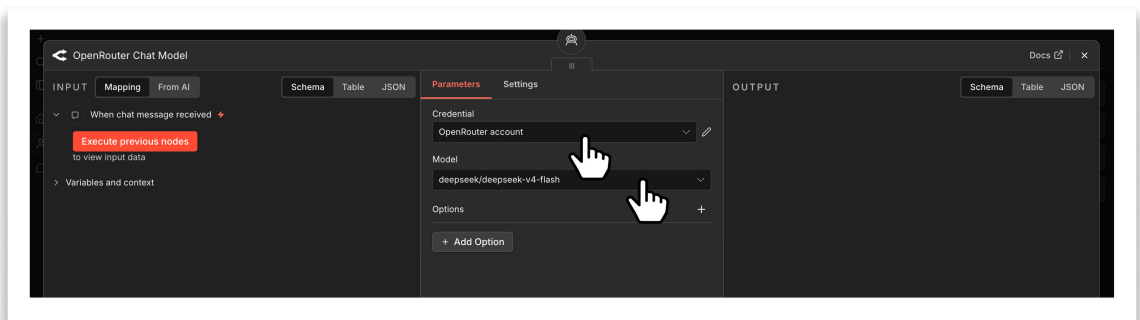 OpenRouter Chat Model
Docs
INPUT Mapping From AI Schema Table JSON
When chat message received
Execute previous nodes
to view input data
Variables and context
Parameters Settings
Credential
OpenRouter account
Model
deepseek/deepseek-v4-flash
Options
+ Add Option
OUTPUT Schema Table JSON